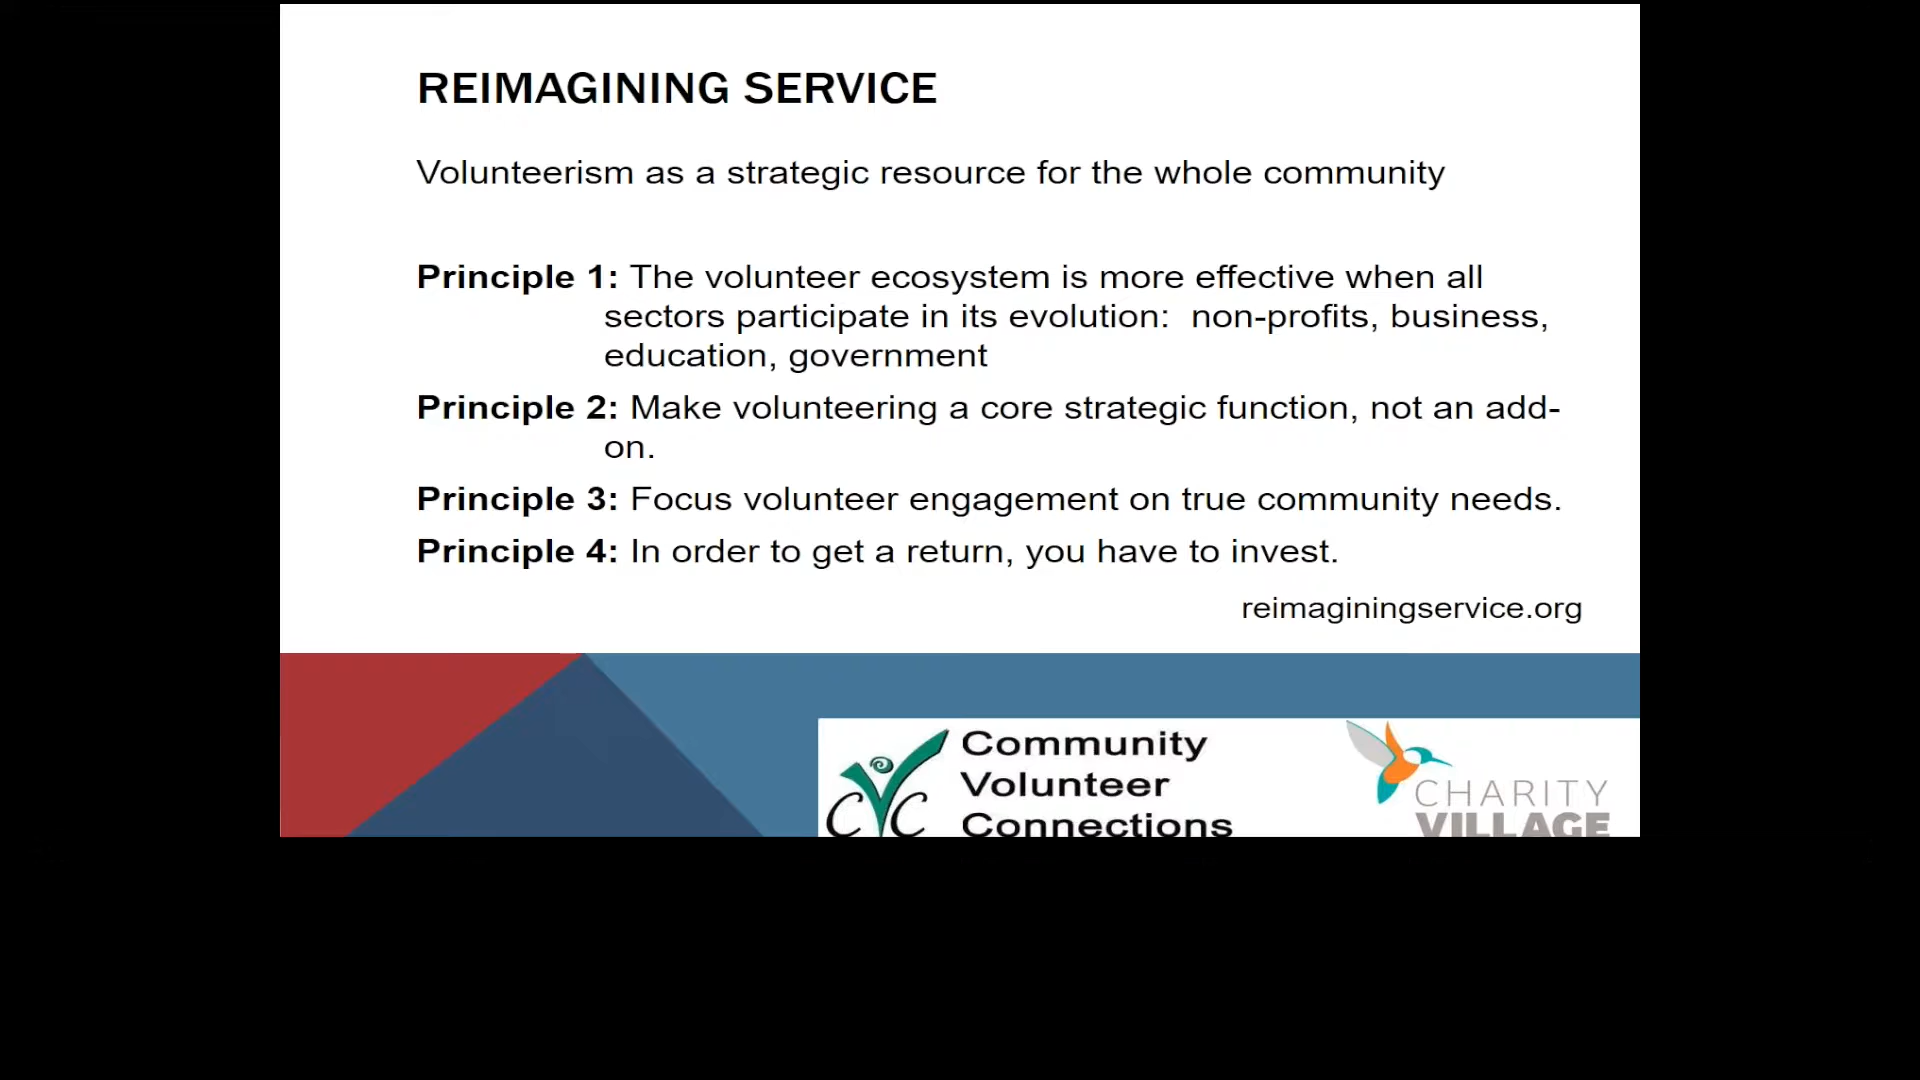 REIMAGINING SERVICE
Volunteerism as a strategic resource for the whole community
Principle 1: The volunteer ecosystem is more effective when all
sectors participate in its evolution:  non-profits, business,
education, government
Principle 2: Make volunteering a core strategic function, not an add-
on.
Principle 3: Focus volunteer engagement on true community needs.
Principle 4: In order to get a return, you have to invest.
reimaginingservice.org
CVC
Community
Volunteer
Connections
CHARITY
VILLAGE